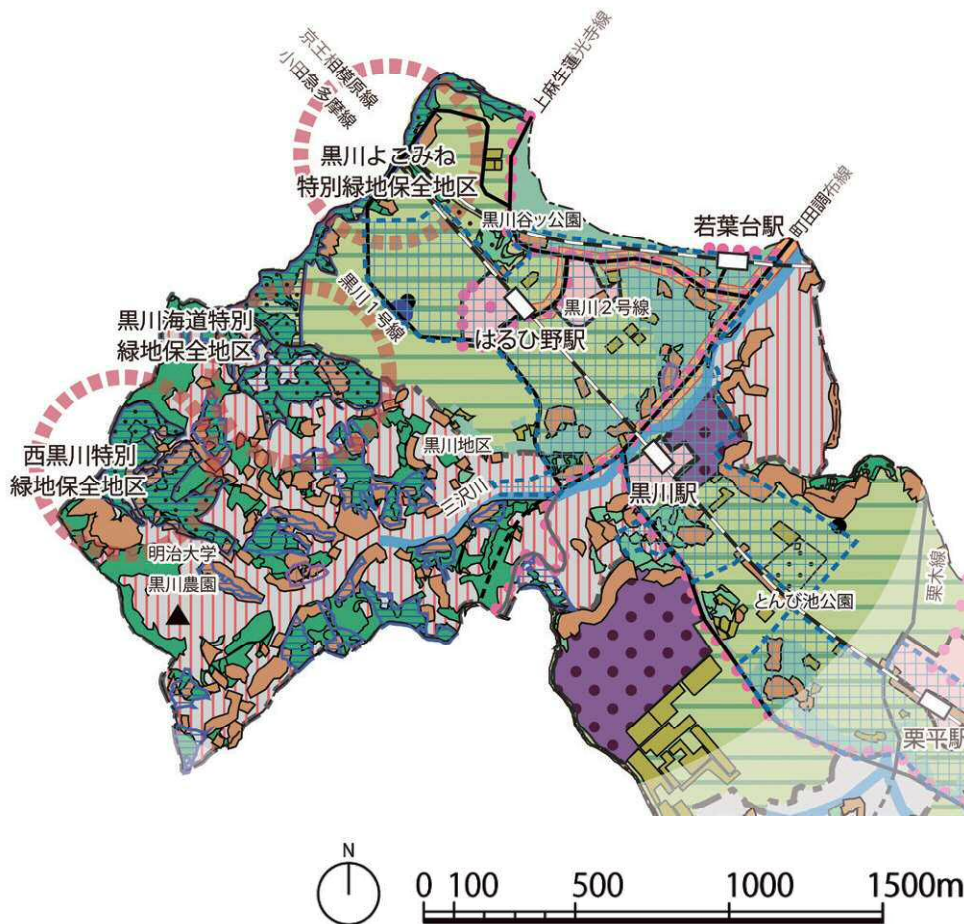 京王相模原線
小田急多摩線
上麻生蓮光寺線
黒川よこみね
特別緑地保全地区
町田調布線
黒川谷ッ公園
若葉台駅
黒川1号線
黒川2号線
はるひ野駅
黒川海道特別
緑地保全地区
黒川地区
西黒川特別
緑地保全地区
三沢川
黒川駅
明治大学
黒川農園
とんび池公園
栗木線
栗平駅
N
0 100 500 1000 1500m